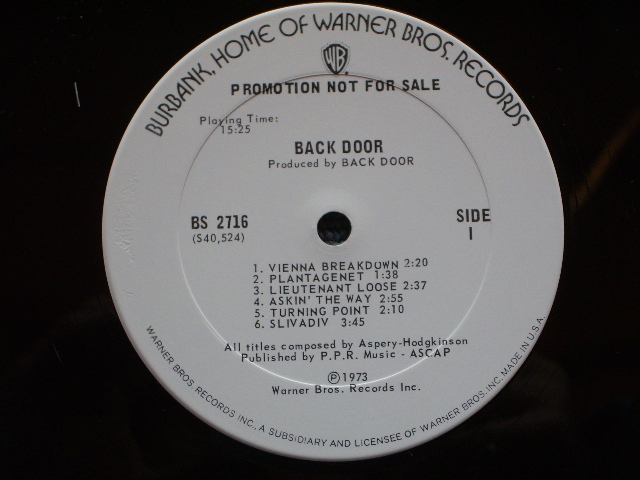 BURBANK, HOME OF WARNER BROS. RECORDS
WB
PROMOTION NOT FOR SALE
Playing Time:
15:25
BACK DOOR
Produced by BACK DOOR
BS 2716
(S40,524)
SIDE
1
1. VIENNA BREAKDOWN 2:20
2. PLANTAGENET 1:38
3. LIEUTENANT LOOSE 2:37
4. ASKIN' THE WAY 2:55
5. TURNING POINT 2:10
6. SLIVADIV 3:45
All titles composed by Aspery-Hodgkinson
Published by P.P.R. Music - ASCAP
Ⓟ 1973
Warner Bros. Records Inc.
WARNER BROS. RECORDS INC., A SUBSIDIARY AND LICENSEE OF WARNER BROS. INC. MADE IN U.S.A.